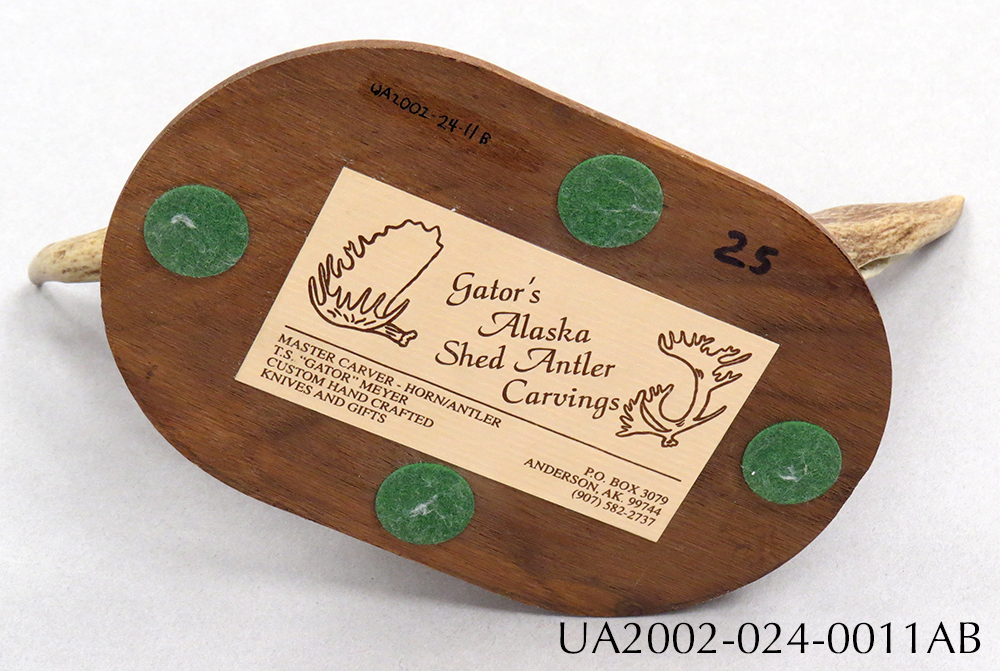 UA2002-24-11B
25
Gator's
Alaska
Shed Antler
Carvings
MASTER CARVER - HORN/ANTLER
T.S. "GATOR" MEYER
CUSTOM HAND CRAFTED
KNIVES AND GIFTS
P.O. BOX 3079
ANDERSON, AK. 99744
(907) 582-2737
UA2002-024-0011AB